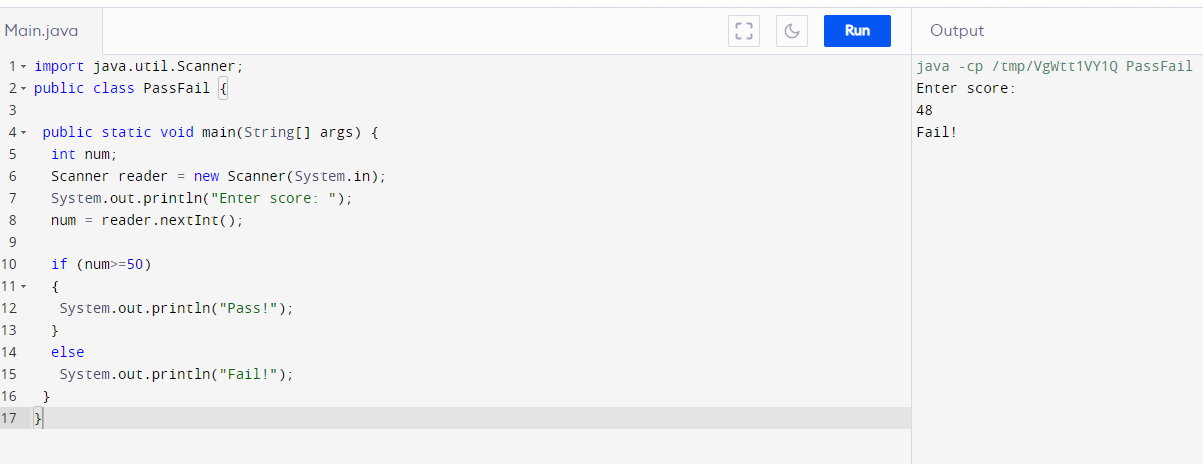 Main.java
Run
Output
1 import java.util.Scanner;
2 public class PassFail {
3
4 public static void main(String[] args) {
5 int num;
6 Scanner reader = new Scanner(System.in);
7 System.out.println("Enter score: ");
8 num = reader.nextInt();
9
10 if (num>=50)
11 {
12 System.out.println("Pass!");
13 }
14 else
15 System.out.println("Fail!");
16 }
17 }
java -cp /tmp/VgWtt1VY1Q PassFail
Enter score:
48
Fail!